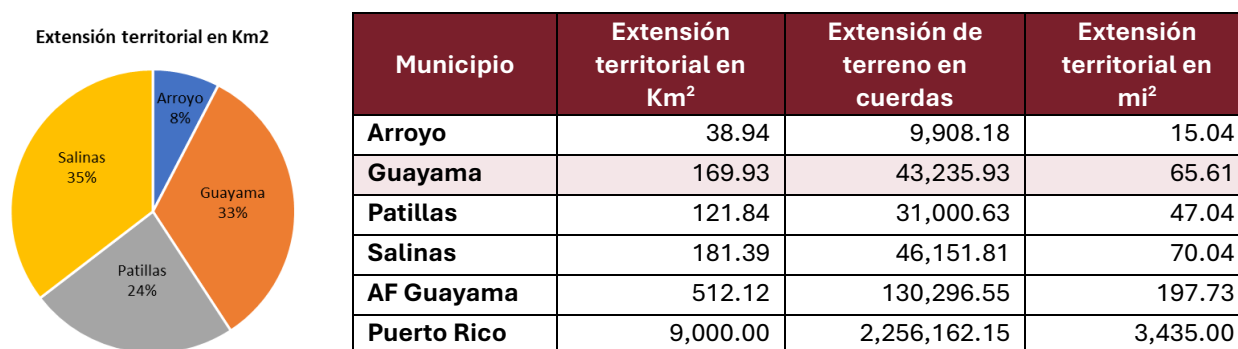 Extensión territorial en Km2
Arroyo
8%
Guayama
33%
Patillas
24%
Salinas
35%
Municipio Extensión territorial en Km² Extensión de terreno en cuerdas Extensión territorial en mi²
Arroyo 38.94 9,908.18 15.04
Guayama 169.93 43,235.93 65.61
Patillas 121.84 31,000.63 47.04
Salinas 181.39 46,151.81 70.04
AF Guayama 512.12 130,296.55 197.73
Puerto Rico 9,000.00 2,256,162.15 3,435.00